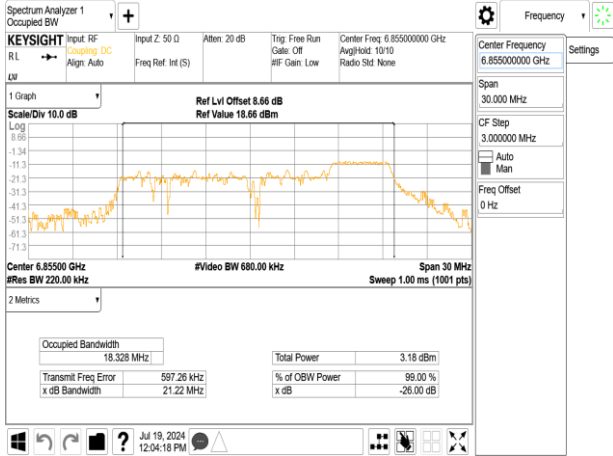 Spectrum Analyzer 1
Occupied BW
Frequency
KEYSIGHT
RL
Input: RF
Coupling: DC
Align: Auto
Input Z: 50 Ω
Freq Ref: Int (S)
Atten: 20 dB
Trig: Free Run
Gate: Off
#IF Gain: Low
Center Freq: 6.855000000 GHz
Avg|Hold: 10/10
Radio Std: None
Center Frequency
6.855000000 GHz
Settings
Span
30.000 MHz
CF Step
3.000000 MHz
Auto
Man
Freq Offset
0 Hz
1 Graph
Scale/Div 10.0 dB
Ref Lvl Offset 8.66 dB
Ref Value 18.66 dBm
Log
8.66
-1.34
-11.3
-21.3
-31.3
-41.3
-51.3
-61.3
-71.3
Center 6.85500 GHz
#Res BW 220.00 kHz
#Video BW 680.00 kHz
Span 30 MHz
Sweep 1.00 ms (1001 pts)
2 Metrics
Occupied Bandwidth
18.328 MHz
Total Power 3.18 dBm
Transmit Freq Error 597.26 kHz
% of OBW Power 99.00 %
x dB Bandwidth 21.22 MHz
x dB -26.00 dB
?
Jul 19, 2024
12:04:18 PM